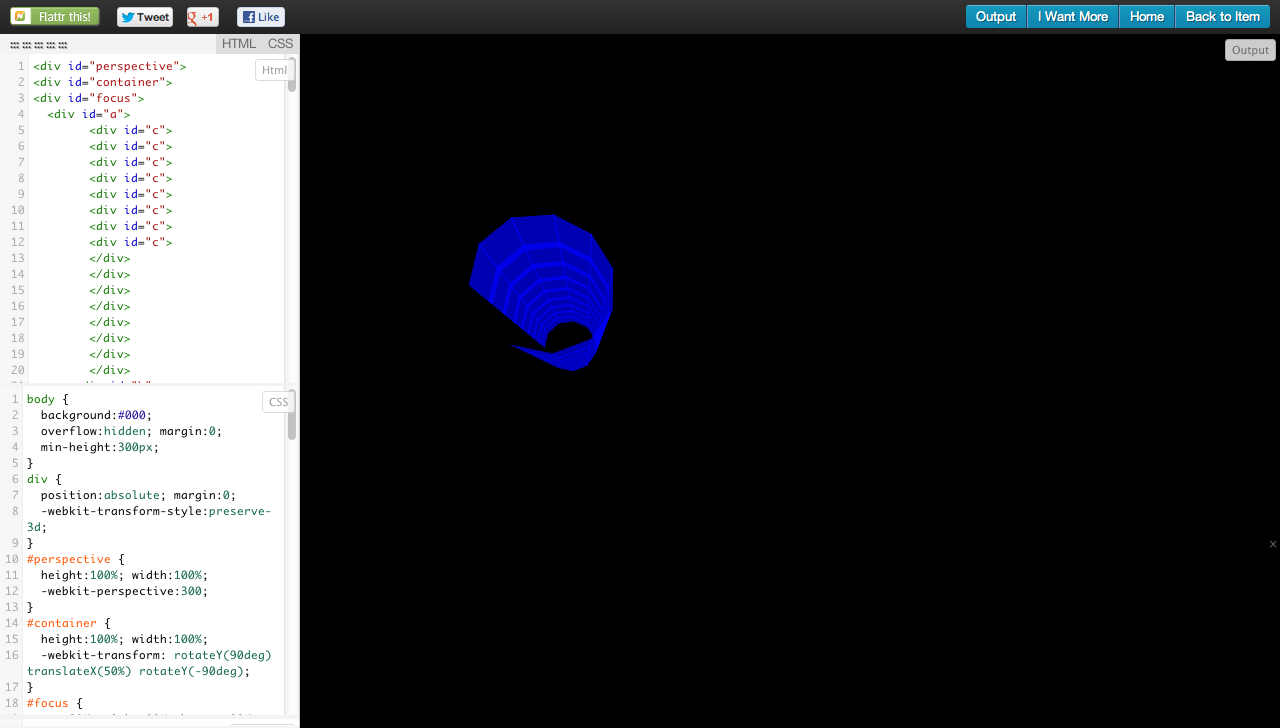 Flattr this!
Tweet
+1
Like
Output
I Want More
Home
Back to Item
HTML
CSS
Output
Html
1 <div id="perspective">
2 <div id="container">
3 <div id="focus">
4 <div id="a">
5 <div id="c">
6 <div id="c">
7 <div id="c">
8 <div id="c">
9 <div id="c">
10 <div id="c">
11 <div id="c">
12 <div id="c">
13 </div>
14 </div>
15 </div>
16 </div>
17 </div>
18 </div>
19 </div>
20 </div>
CSS
1 body {
2 background:#000;
3 overflow:hidden; margin:0;
4 min-height:300px;
5 }
6 div {
7 position:absolute; margin:0;
8 -webkit-transform-style:preserve-
3d;
9 }
10 #perspective {
11 height:100%; width:100%;
12 -webkit-perspective:300;
13 }
14 #container {
15 height:100%; width:100%;
16 -webkit-transform: rotateY(90deg)
translateX(50%) rotateY(-90deg);
17 }
18 #focus {